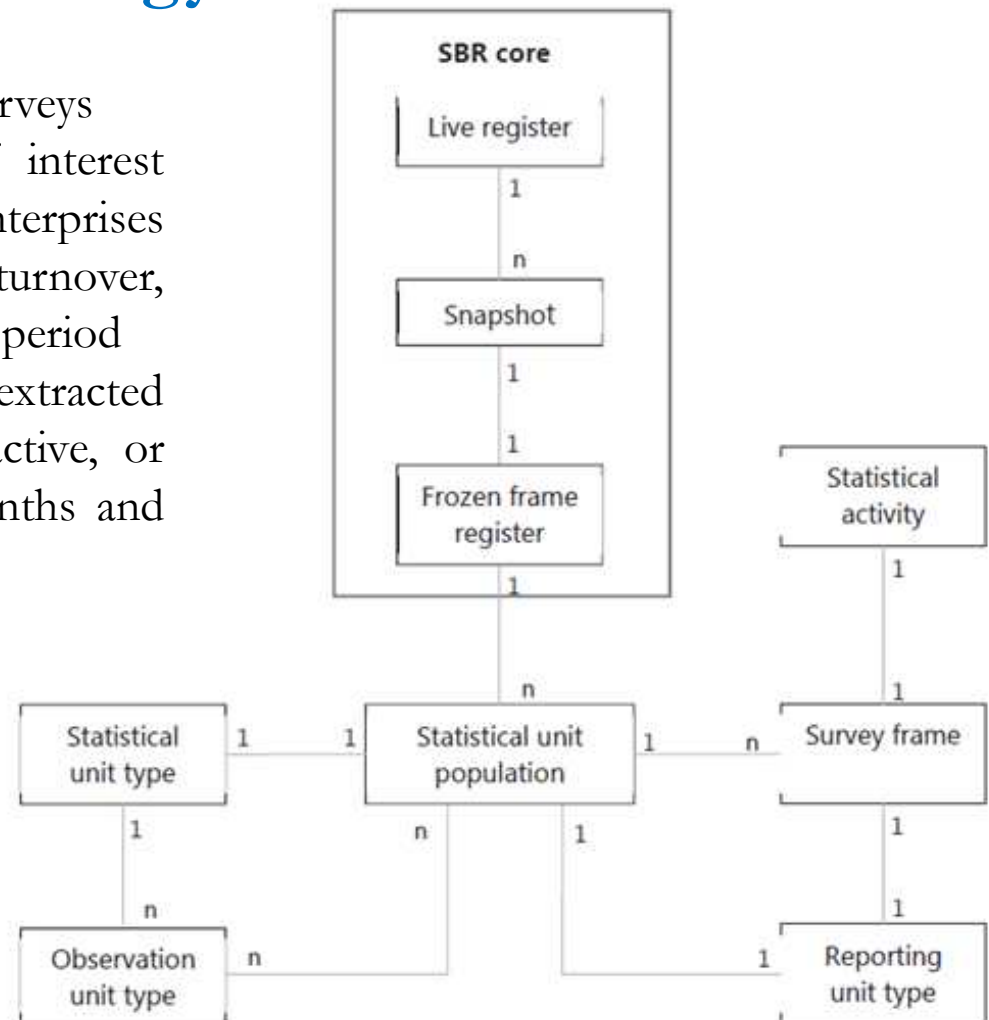 gy
rveys
interest
nterprises
turnover,
period
extracted
active, or
nths and
SBR core
Live register
1
n
Snapshot
1
1
Frozen frame
register
1
n
Statistical
activity
1
1
Statistical
unit type
1
1
Statistical unit
population
1
n
Survey frame
1
n
n
1
1
1
n
Observation
unit type
1
Reporting
unit type